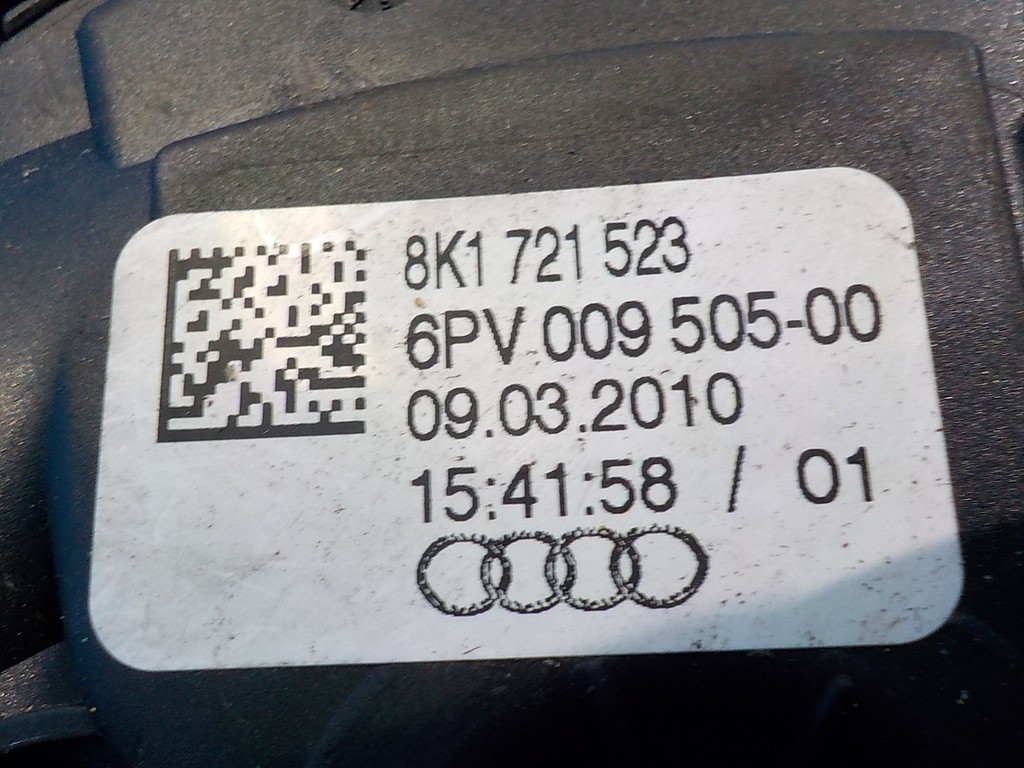 8K1 721 523
6PV 009 505-00
09.03.2010
15:41:58 / 01